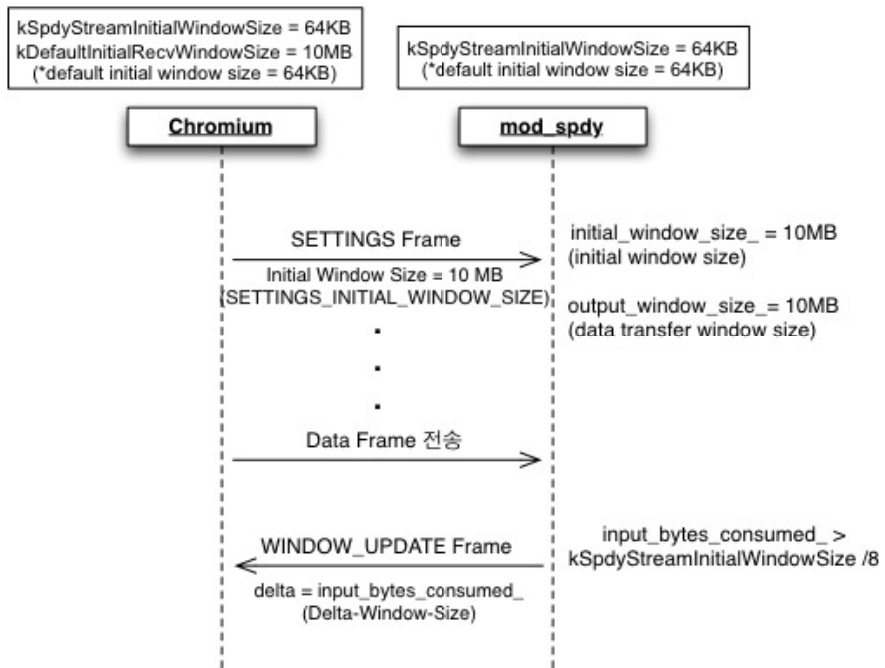 kSpdyStreamInitialWindowSize = 64KB
kDefaultInitialRecvWindowSize = 10MB
(*default initial window size = 64KB)
kSpdyStreamInitialWindowSize = 64KB
(*default initial window size = 64KB)
Chromium
mod_spdy
SETTINGS Frame
Initial Window Size = 10 MB
(SETTINGS_INITIAL_WINDOW_SIZE)
initial_window_size_ = 10MB
(initial window size)
output_window_size_= 10MB
(data transfer window size)
Data Frame 전송
WINDOW_UPDATE Frame
delta = input_bytes_consumed_
(Delta-Window-Size)
input_bytes_consumed_ >
kSpdyStreamInitialWindowSize /8